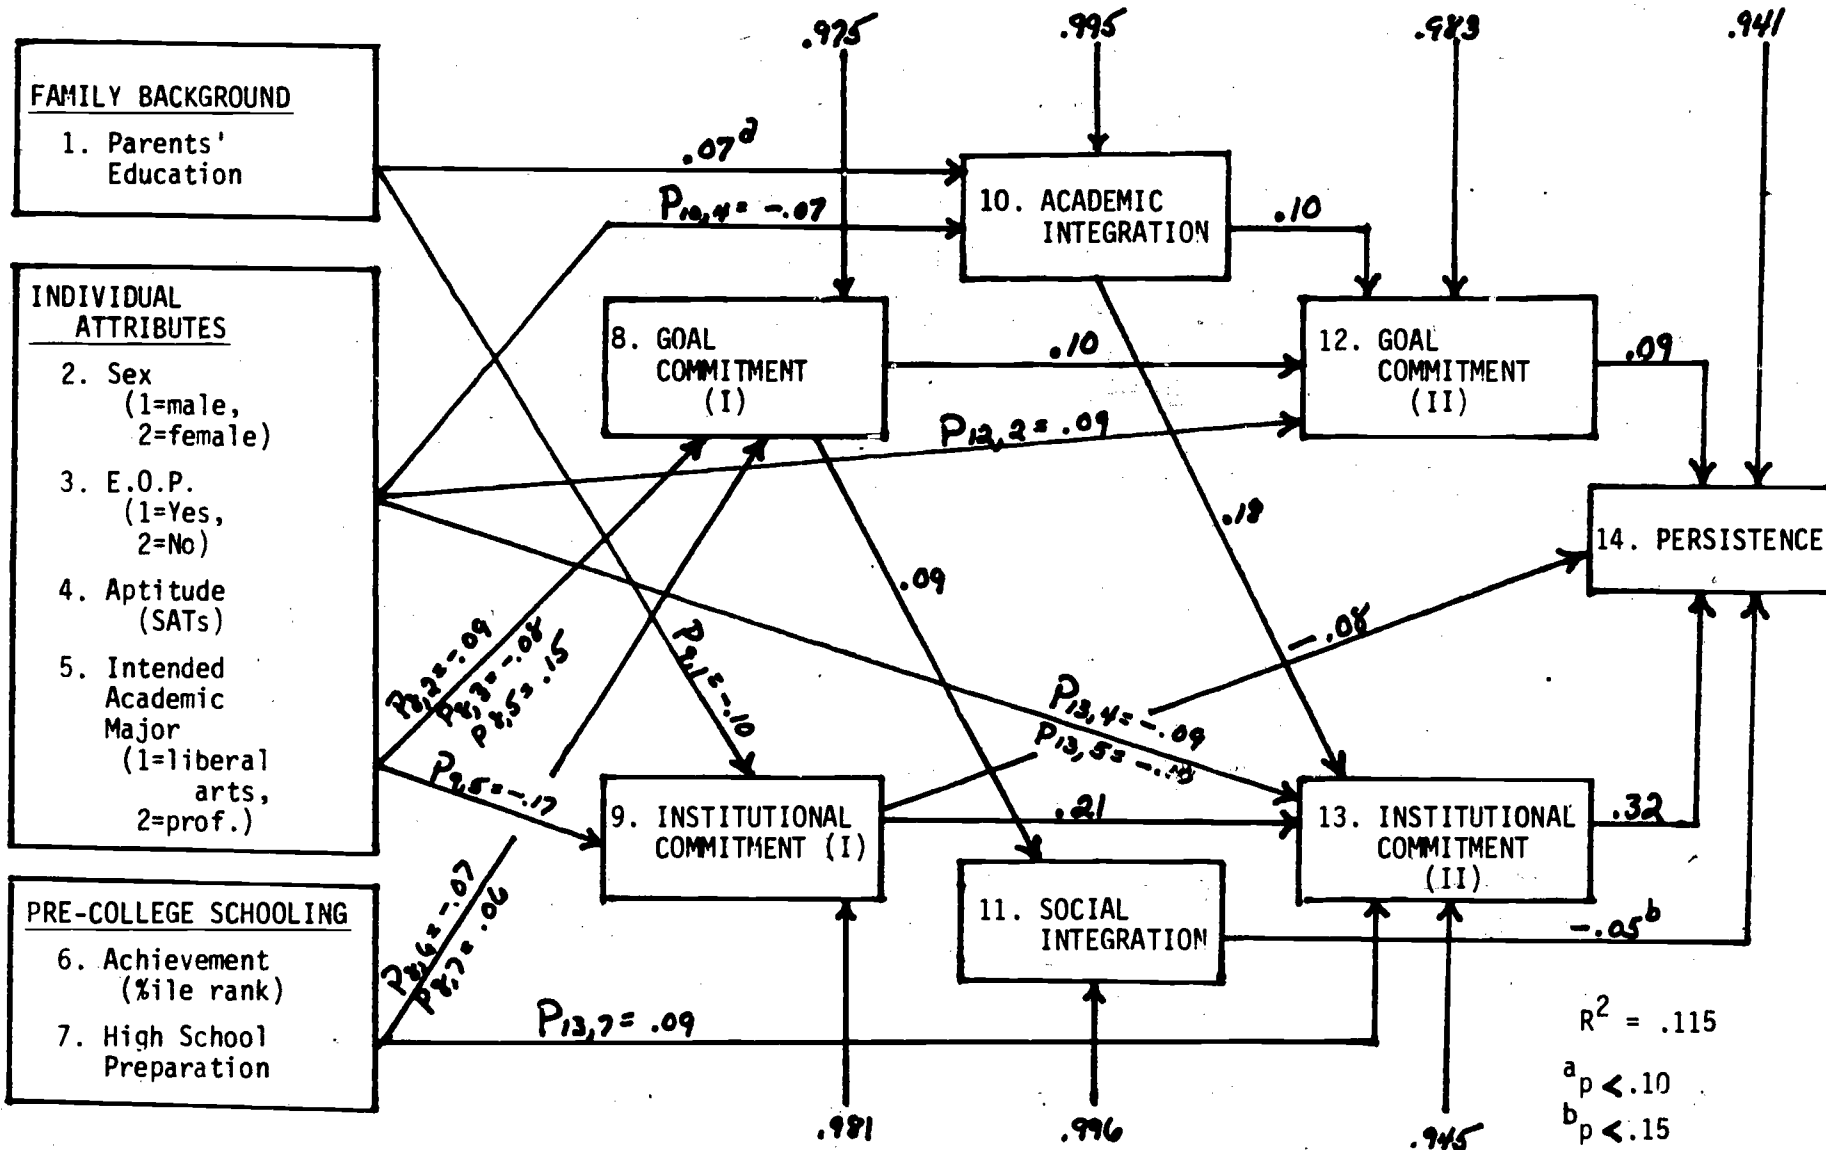 .975
.995
.983
.941
FAMILY BACKGROUND
1. Parents'
Education
.07a
P10,4 = -.07
10. ACADEMIC
INTEGRATION
.10
INDIVIDUAL
ATTRIBUTES
2. Sex
(1=male,
2=female)
3. E.O.P.
(1=Yes,
2=No)
4. Aptitude
(SATs)
5. Intended
Academic
Major
(1=liberal
arts,
2=prof.)
8. GOAL
COMMITMENT
(I)
.10
12. GOAL
COMMITMENT
(II)
.09
P12,2 = .09
.18
14. PERSISTENCE
.09
-.08
P8,2 = -.09
P8,3 = -.08
P8,5 = .15
P9,1 = -.10
P13,4 = -.09
P13,5 =
P9,5 = -.17
9. INSTITUTIONAL
COMMITMENT (I)
.21
13. INSTITUTIONAL
COMMITMENT
(II)
.32
PRE-COLLEGE SCHOOLING
6. Achievement
(%ile rank)
7. High School
Preparation
P8,6 = -.07
P8,7 = .06
11. SOCIAL
INTEGRATION
-.05b
P13,7 = .09
R2 = .115
a p <.10
b p <.15
.981
.996
.945